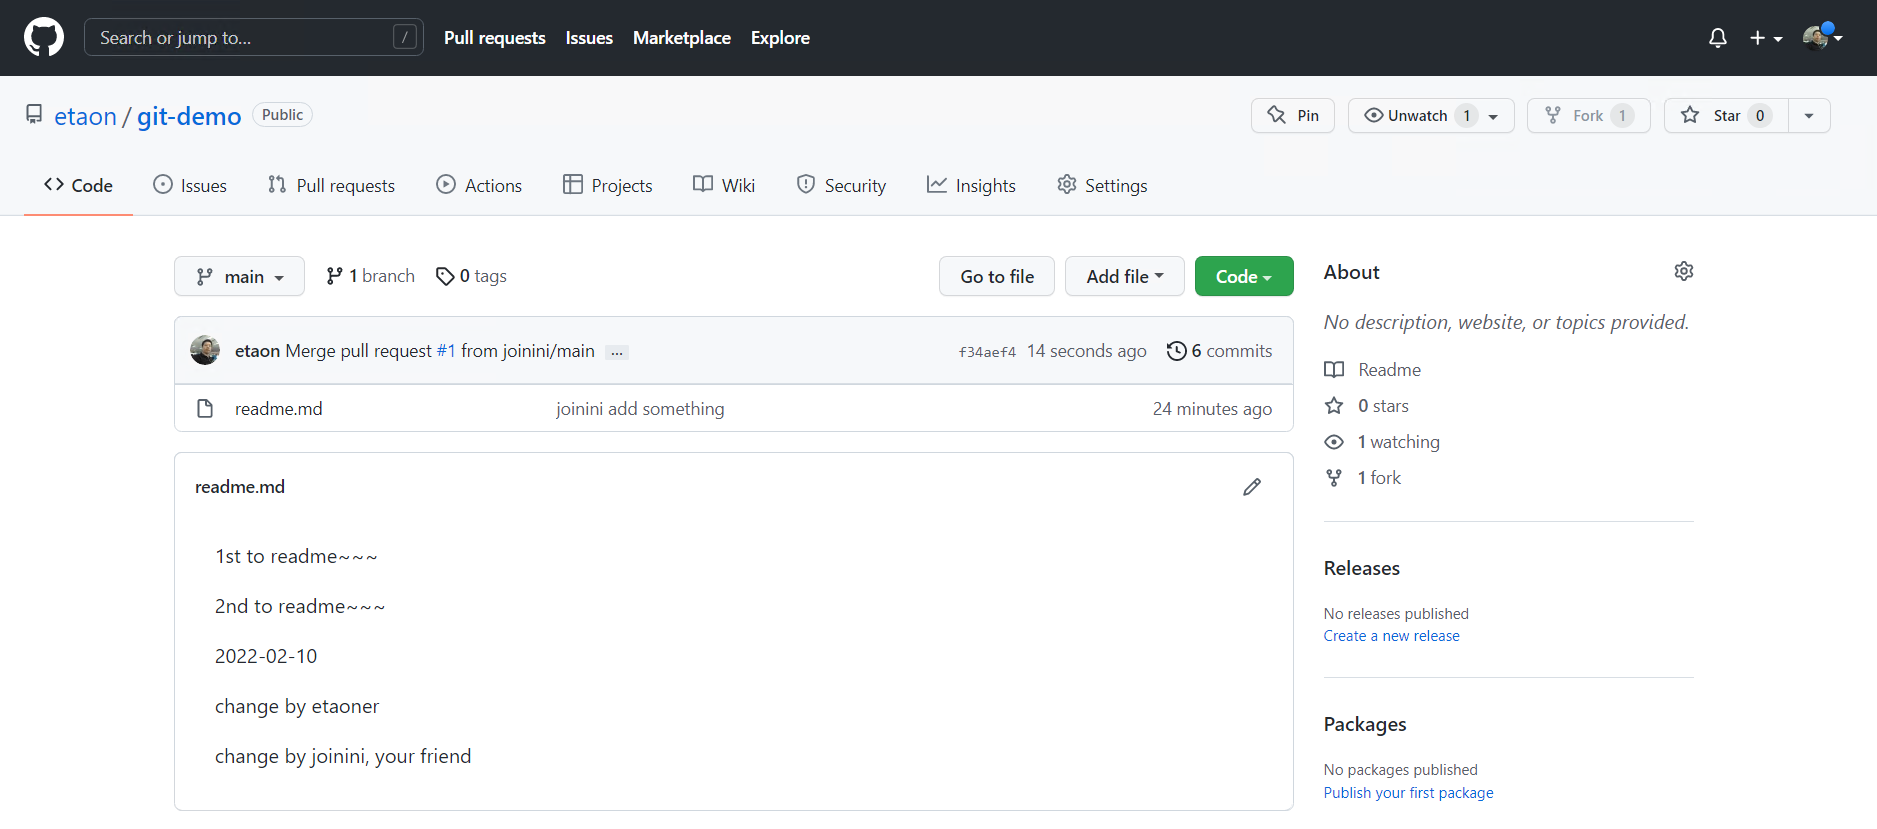 Search or jump to... /
Pull requests Issues Marketplace Explore
etaon / git-demo Public
Pin
Unwatch 1
Fork 1
Star 0
Code
Issues
Pull requests
Actions
Projects
Wiki
Security
Insights
Settings
main
1 branch
0 tags
Go to file
Add file
Code
etaon Merge pull request #1 from joinini/main ...
f34aef4 14 seconds ago
6 commits
readme.md joinini add something 24 minutes ago
readme.md
1st to readme~~~
2nd to readme~~~
2022-02-10
change by etaoner
change by joinini, your friend
About
No description, website, or topics provided.
Readme
0 stars
1 watching
1 fork
Releases
No releases published
Create a new release
Packages
No packages published
Publish your first package